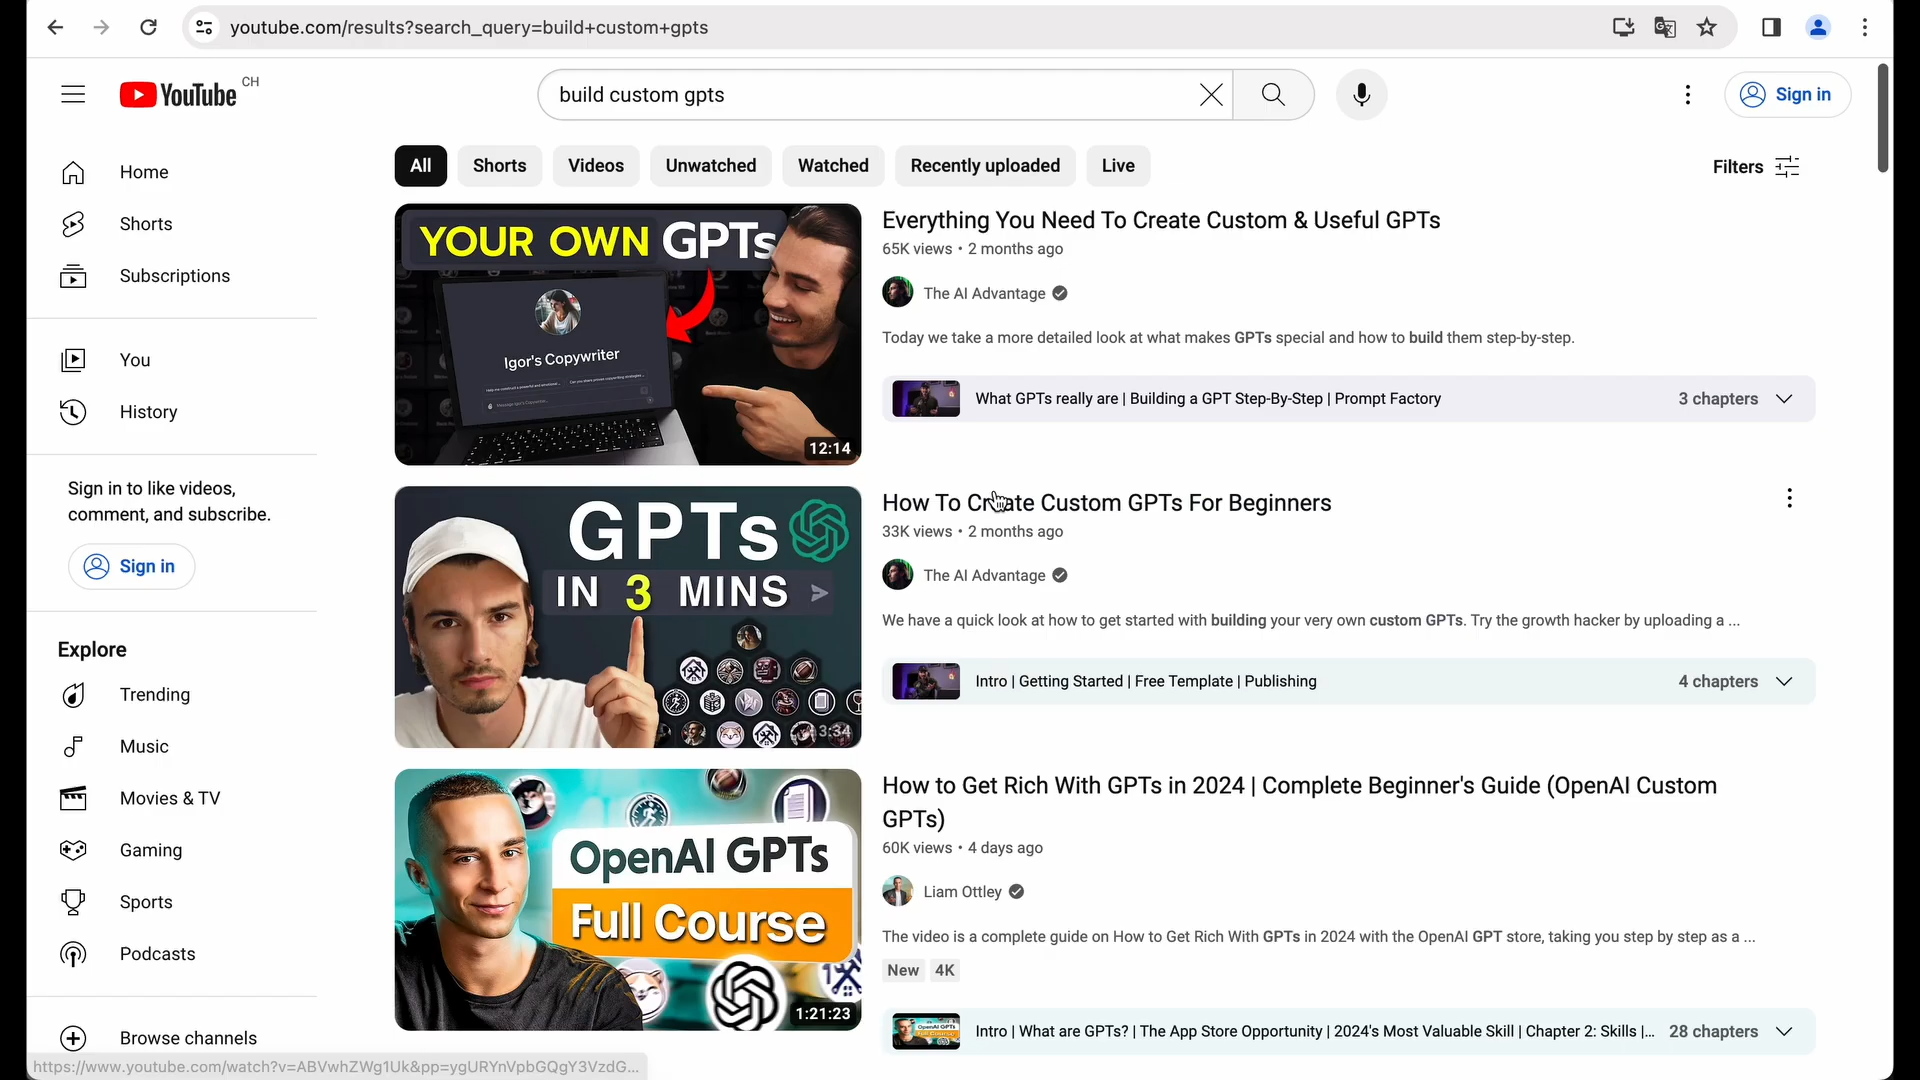 youtube.com/results?search_query=build+custom+gpts
YouTube CH
build custom gpts
Sign in
All
Shorts
Videos
Unwatched
Watched
Recently uploaded
Live
Filters
Home
Shorts
Subscriptions
You
History
Sign in to like videos,
comment, and subscribe.
Sign in
Explore
Trending
Music
Movies & TV
Gaming
Sports
Podcasts
Browse channels
YOUR OWN GPTs
Igor's Copywriter
12:14
Everything You Need To Create Custom & Useful GPTs
65K views • 2 months ago
The AI Advantage
Today we take a more detailed look at what makes GPTs special and how to build them step-by-step.
What GPTs really are | Building a GPT Step-By-Step | Prompt Factory
3 chapters
GPTs
IN 3 MINS
3:34
How To Create Custom GPTs For Beginners
33K views • 2 months ago
The AI Advantage
We have a quick look at how to get started with building your very own custom GPTs. Try the growth hacker by uploading a ...
Intro | Getting Started | Free Template | Publishing
4 chapters
OpenAI GPTs
Full Course
1:21:23
How to Get Rich With GPTs in 2024 | Complete Beginner's Guide (OpenAI Custom
GPTs)
60K views • 4 days ago
Liam Ottley
The video is a complete guide on How to Get Rich With GPTs in 2024 with the OpenAI GPT store, taking you step by step as a ...
New
4K
Intro | What are GPTs? | The App Store Opportunity | 2024's Most Valuable Skill | Chapter 2: Skills |...
28 chapters
https://www.youtube.com/watch?v=ABVwhZWg1Uk&pp=ygURYnVpbGQgY3VzdG...